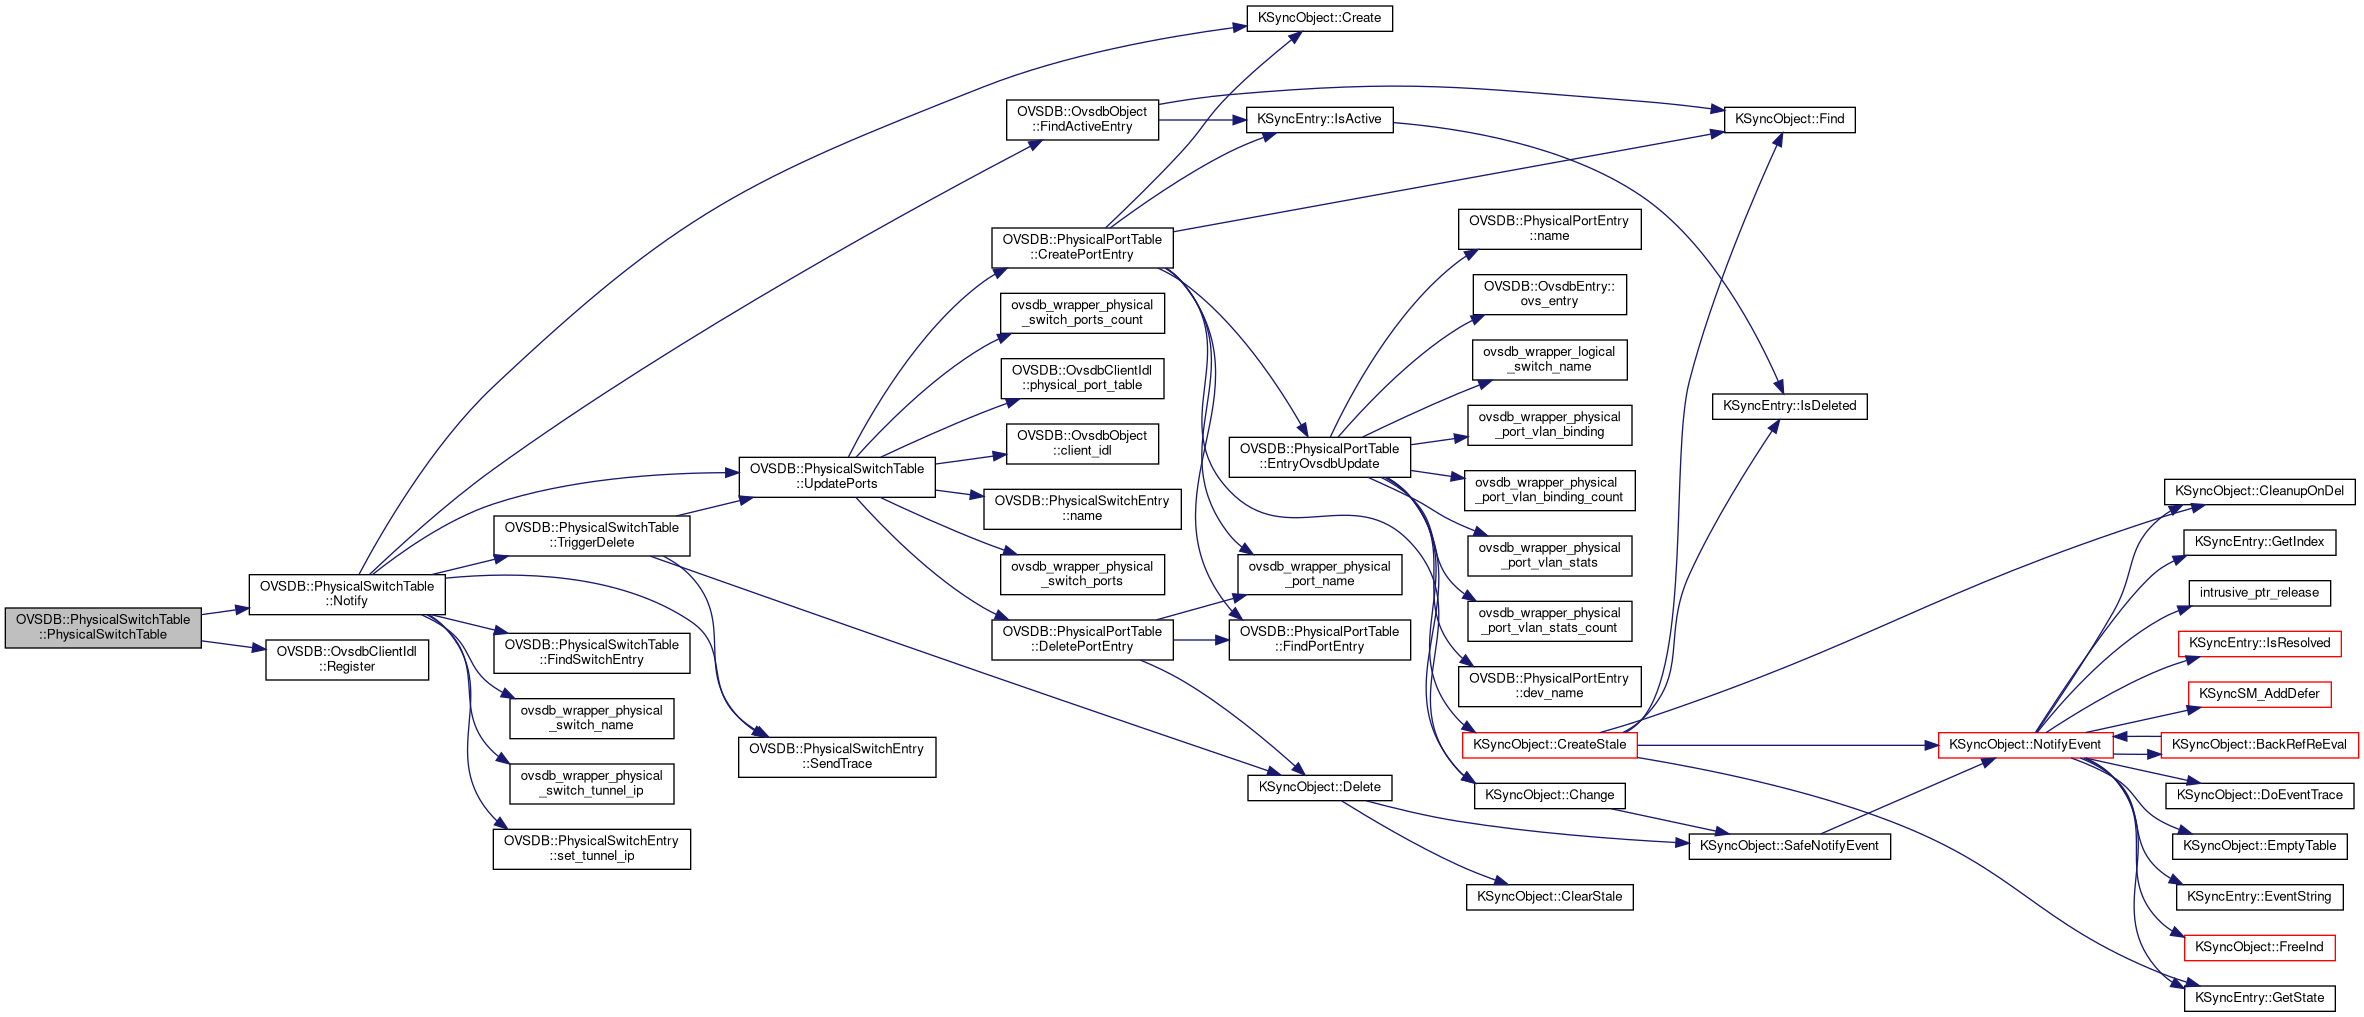 OVSDB::PhysicalSwitchTable
::PhysicalSwitchTable
OVSDB::PhysicalSwitchTable
::Notify
OVSDB::OvsdbClientIdl
::Register
OVSDB::PhysicalSwitchTable
::TriggerDelete
OVSDB::PhysicalSwitchTable
::FindSwitchEntry
ovsdb_wrapper_physical
_switch_name
ovsdb_wrapper_physical
_switch_tunnel_ip
OVSDB::PhysicalSwitchEntry
::set_tunnel_ip
OVSDB::PhysicalSwitchTable
::UpdatePorts
OVSDB::PhysicalSwitchEntry
::SendTrace
OVSDB::OvsdbObject
::FindActiveEntry
OVSDB::PhysicalPortTable
::CreatePortEntry
ovsdb_wrapper_physical
_switch_ports_count
OVSDB::OvsdbClientIdl
::physical_port_table
OVSDB::OvsdbObject
::client_idl
OVSDB::PhysicalSwitchEntry
::name
ovsdb_wrapper_physical
_switch_ports
OVSDB::PhysicalPortTable
::DeletePortEntry
KSyncObject::Create
KSyncEntry::IsActive
OVSDB::PhysicalPortTable
::EntryOvsdbUpdate
ovsdb_wrapper_physical
_port_name
OVSDB::PhysicalPortTable
::FindPortEntry
KSyncObject::Delete
OVSDB::PhysicalPortEntry
::name
OVSDB::OvsdbEntry::
ovs_entry
ovsdb_wrapper_logical
_switch_name
ovsdb_wrapper_physical
_port_vlan_binding
ovsdb_wrapper_physical
_port_vlan_binding_count
ovsdb_wrapper_physical
_port_vlan_stats
ovsdb_wrapper_physical
_port_vlan_stats_count
OVSDB::PhysicalPortEntry
::dev_name
KSyncObject::CreateStale
KSyncObject::Change
KSyncObject::ClearStale
KSyncObject::Find
KSyncEntry::IsDeleted
KSyncObject::SafeNotifyEvent
KSyncObject::NotifyEvent
KSyncObject::CleanupOnDel
KSyncEntry::GetIndex
intrusive_ptr_release
KSyncEntry::IsResolved
KSyncSM_AddDefer
KSyncObject::BackRefReEval
KSyncObject::DoEventTrace
KSyncObject::EmptyTable
KSyncEntry::EventString
KSyncObject::FreeInd
KSyncEntry::GetState